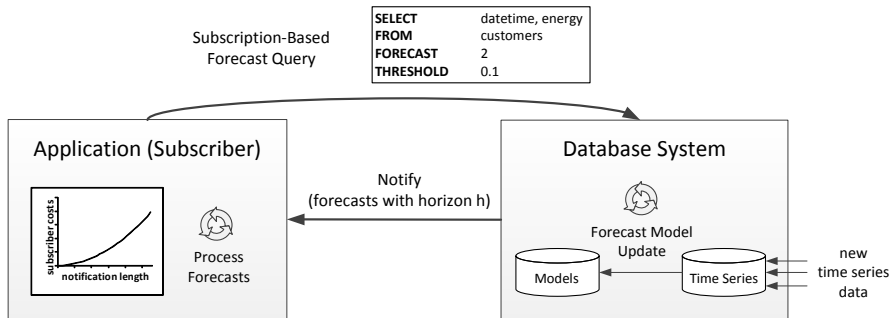 Subscription-Based
Forecast Query
SELECT datetime, energy
FROM customers
FORECAST 2
THRESHOLD 0.1
Application (Subscriber)
subscriber costs
notification length
Process
Forecasts
Notify
(forecasts with horizon h)
Database System
Forecast Model
Update
Models
Time Series
new
time series
data